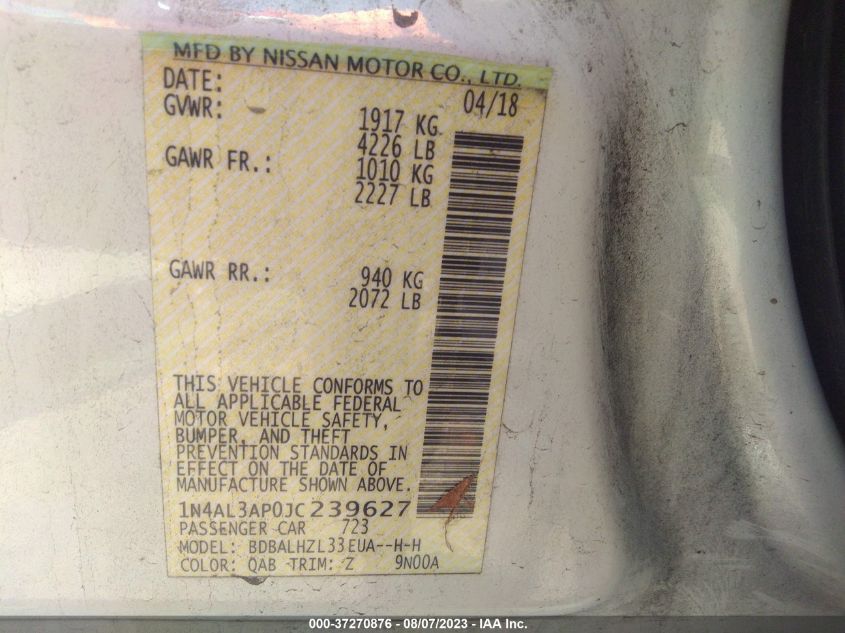 MFD BY NISSAN MOTOR CO., LTD.
DATE: 04/18
GVWR: 1917 KG
4226 LB
GAWR FR.: 1010 KG
2227 LB
GAWR RR.: 940 KG
2072 LB
THIS VEHICLE CONFORMS TO
ALL APPLICABLE FEDERAL
MOTOR VEHICLE SAFETY,
BUMPER, AND THEFT
PREVENTION STANDARDS IN
EFFECT ON THE DATE OF
MANUFACTURE SHOWN ABOVE.
1N4AL3AP0JC239627
PASSENGER CAR 723
MODEL: BDBALHZL33EUA--H-H
COLOR: QAB TRIM: Z 9N00A
000-37270876 - 08/07/2023 - IAA Inc.